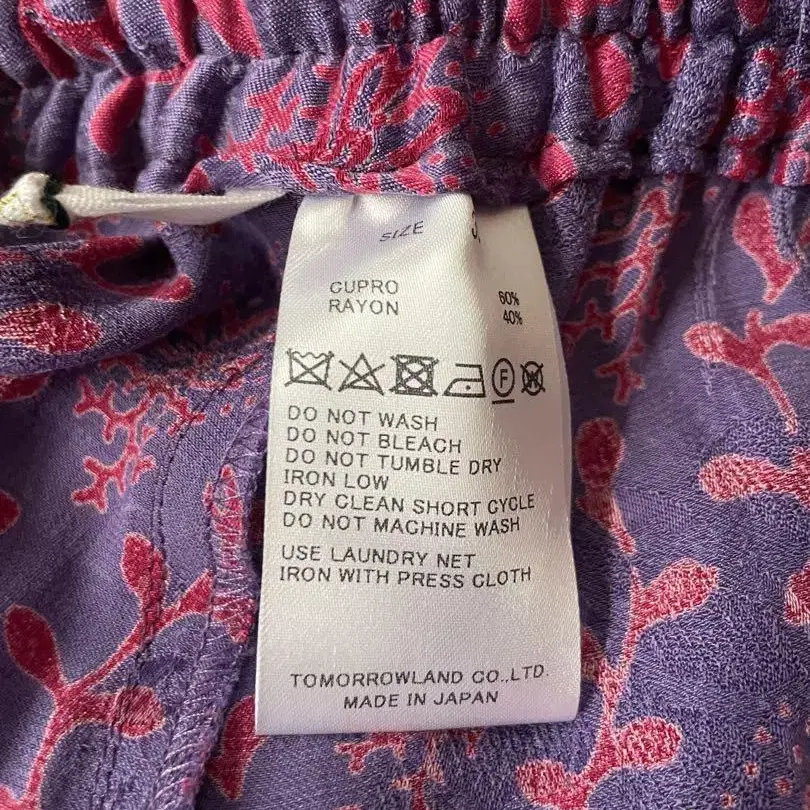 SIZE
CUPRO 60%
RAYON 40%
F W
DO NOT WASH
DO NOT BLEACH
DO NOT TUMBLE DRY
IRON LOW
DRY CLEAN SHORT CYCLE
DO NOT MACHINE WASH
USE LAUNDRY NET
IRON WITH PRESS CLOTH
TOMORROWLAND CO.,LTD.
MADE IN JAPAN